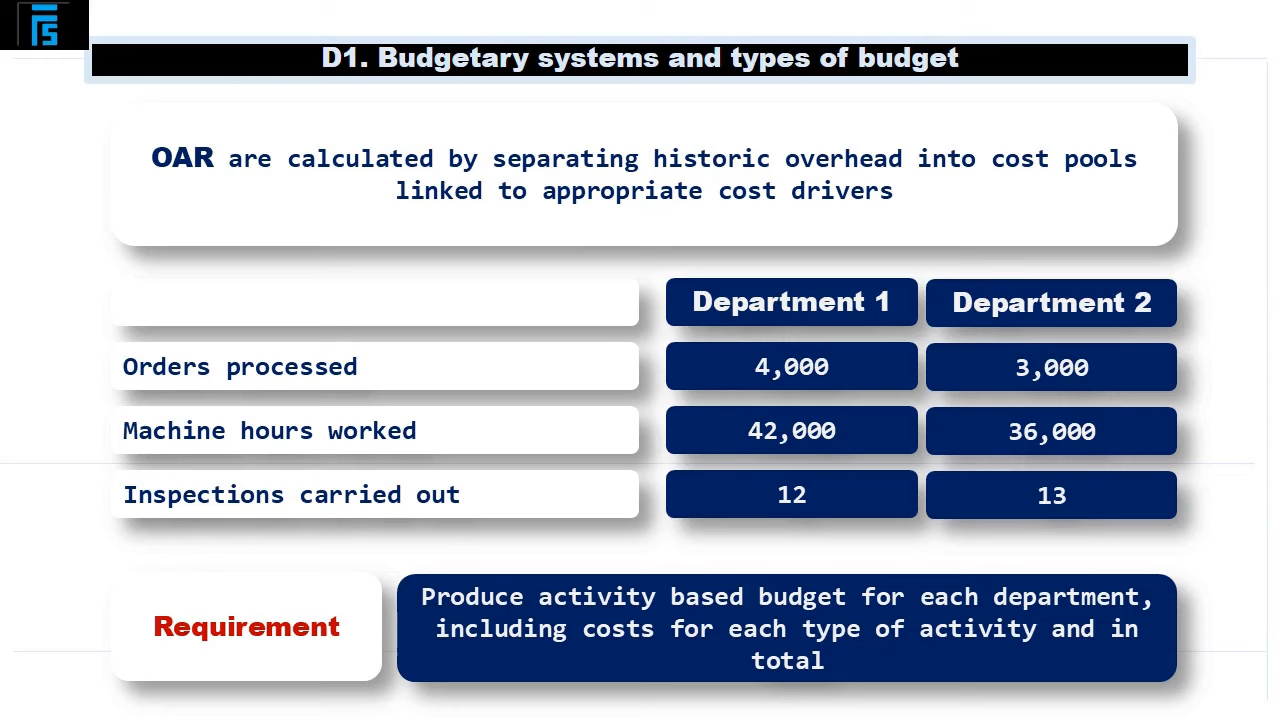 FFS
D1. Budgetary systems and types of budget
OAR are calculated by separating historic overhead into cost pools
linked to appropriate cost drivers
Department 1 Department 2
Orders processed 4,000 3,000
Machine hours worked 42,000 36,000
Inspections carried out 12 13
Requirement
Produce activity based budget for each department,
including costs for each type of activity and in
total